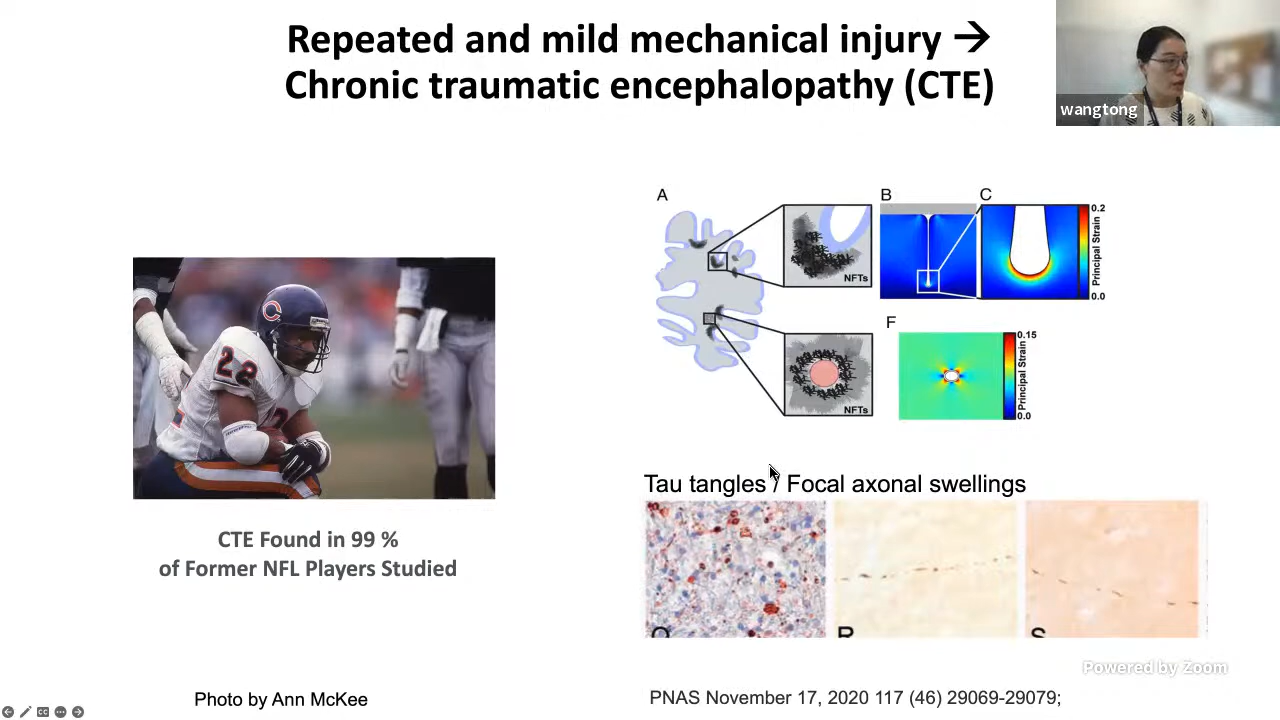 Repeated and mild mechanical injury →
Chronic traumatic encephalopathy (CTE)
wangtong
A
B
C
0.2
Principal Strain
0.0
NFTs
F
0.15
Principal Strain
0.0
NFTs
C
28
Tau tangles / Focal axonal swellings
Q
R
S
CTE Found in 99 %
of Former NFL Players Studied
Powered by Zoom
Photo by Ann McKee
PNAS November 17, 2020 117 (46) 29069-29079;
CC